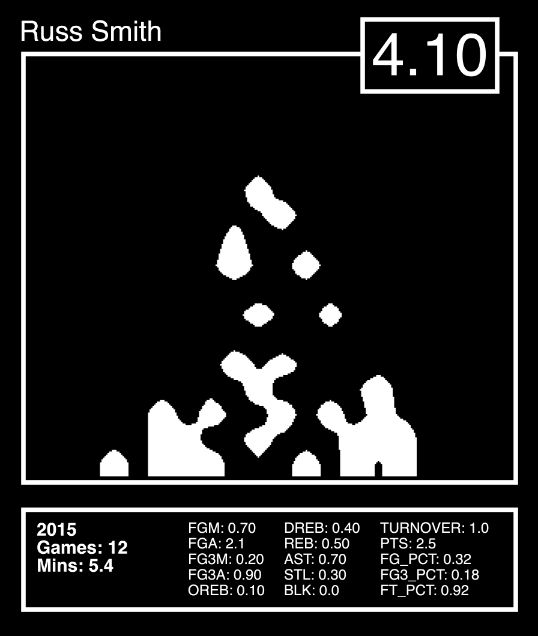 Russ Smith
4.10
2015
Games: 12
Mins: 5.4
FGM: 0.70
FGA: 2.1
FG3M: 0.20
FG3A: 0.90
OREB: 0.10
DREB: 0.40
REB: 0.50
AST: 0.70
STL: 0.30
BLK: 0.0
TURNOVER: 1.0
PTS: 2.5
FG_PCT: 0.32
FG3_PCT: 0.18
FT_PCT: 0.92